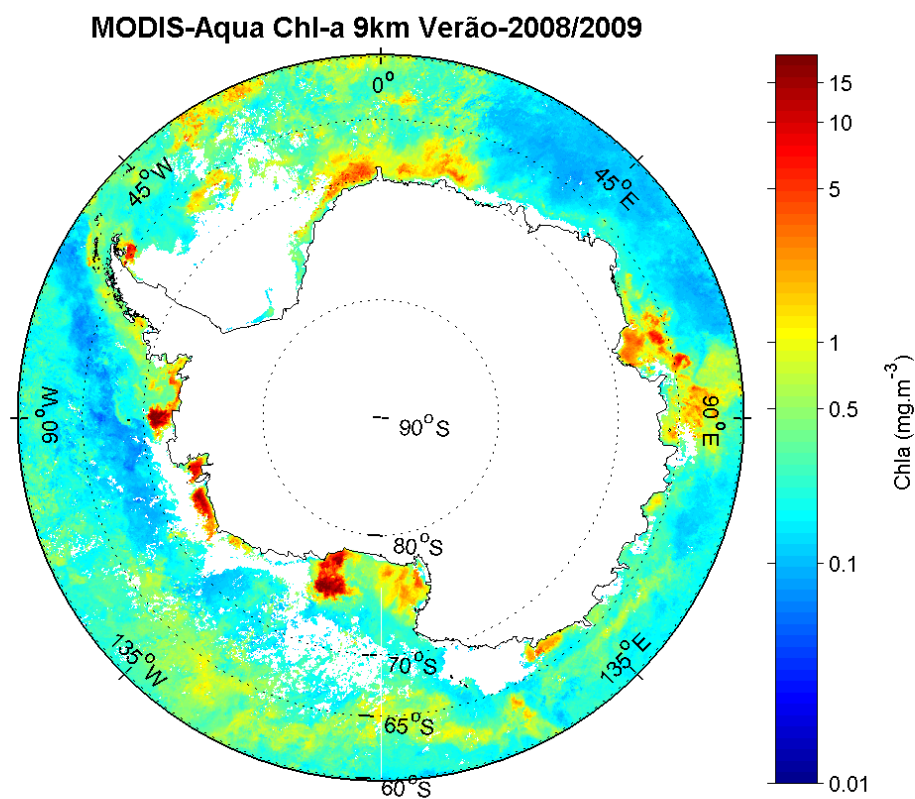 MODIS-Aqua Chl-a 9km Verão-2008/2009
0°
45°W
45°E
90°W
90°E
90°S
80°S
70°S
65°S
60°S
135°W
135°E
15
10
5
1
0.5
0.1
0.01
Chla (mg.m⁻³)